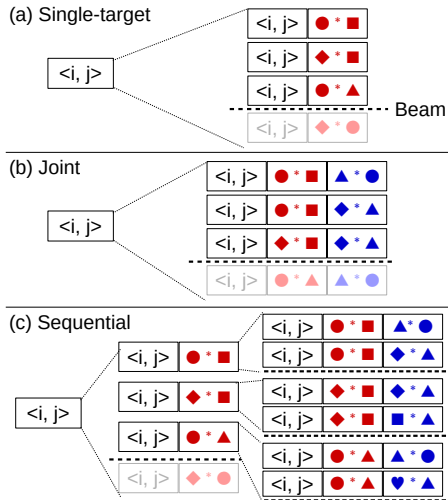 (a) Single-target
<i, j> * 
<i, j> *
<i, j>
<i, j> *
Beam
<i, j> *
(b) Joint
<i, j> * *
<i, j>
<i, j> * *
<i, j> * *
<i, j> * *
(c) Sequential
<i, j> * *
<i, j> *
<i, j> * *
<i, j> * *
<i, j> *
<i, j>
<i, j> * *
<i, j> *
<i, j> * *
<i, j> *
<i, j> * *